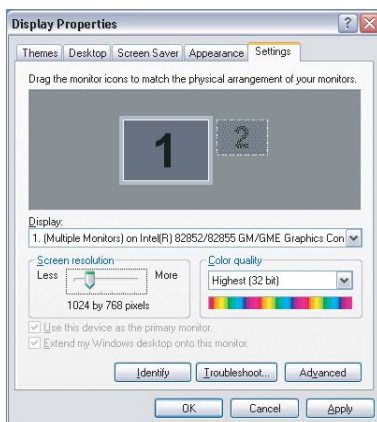 Display Properties
Themes Desktop Screen Saver Appearance Settings
Drag the monitor icons to match the physical arrangement of your monitors.
1 2
Display:
1. (Multiple Monitors) on Intel(R) 82852/82855 GM/GME Graphics Con
Screen resolution
Less More
1024 by 768 pixels
Color quality
Highest (32 bit)
Use this device as the primary monitor.
Extend my Windows desktop onto this monitor.
Identify Troubleshoot... Advanced
OK Cancel Apply